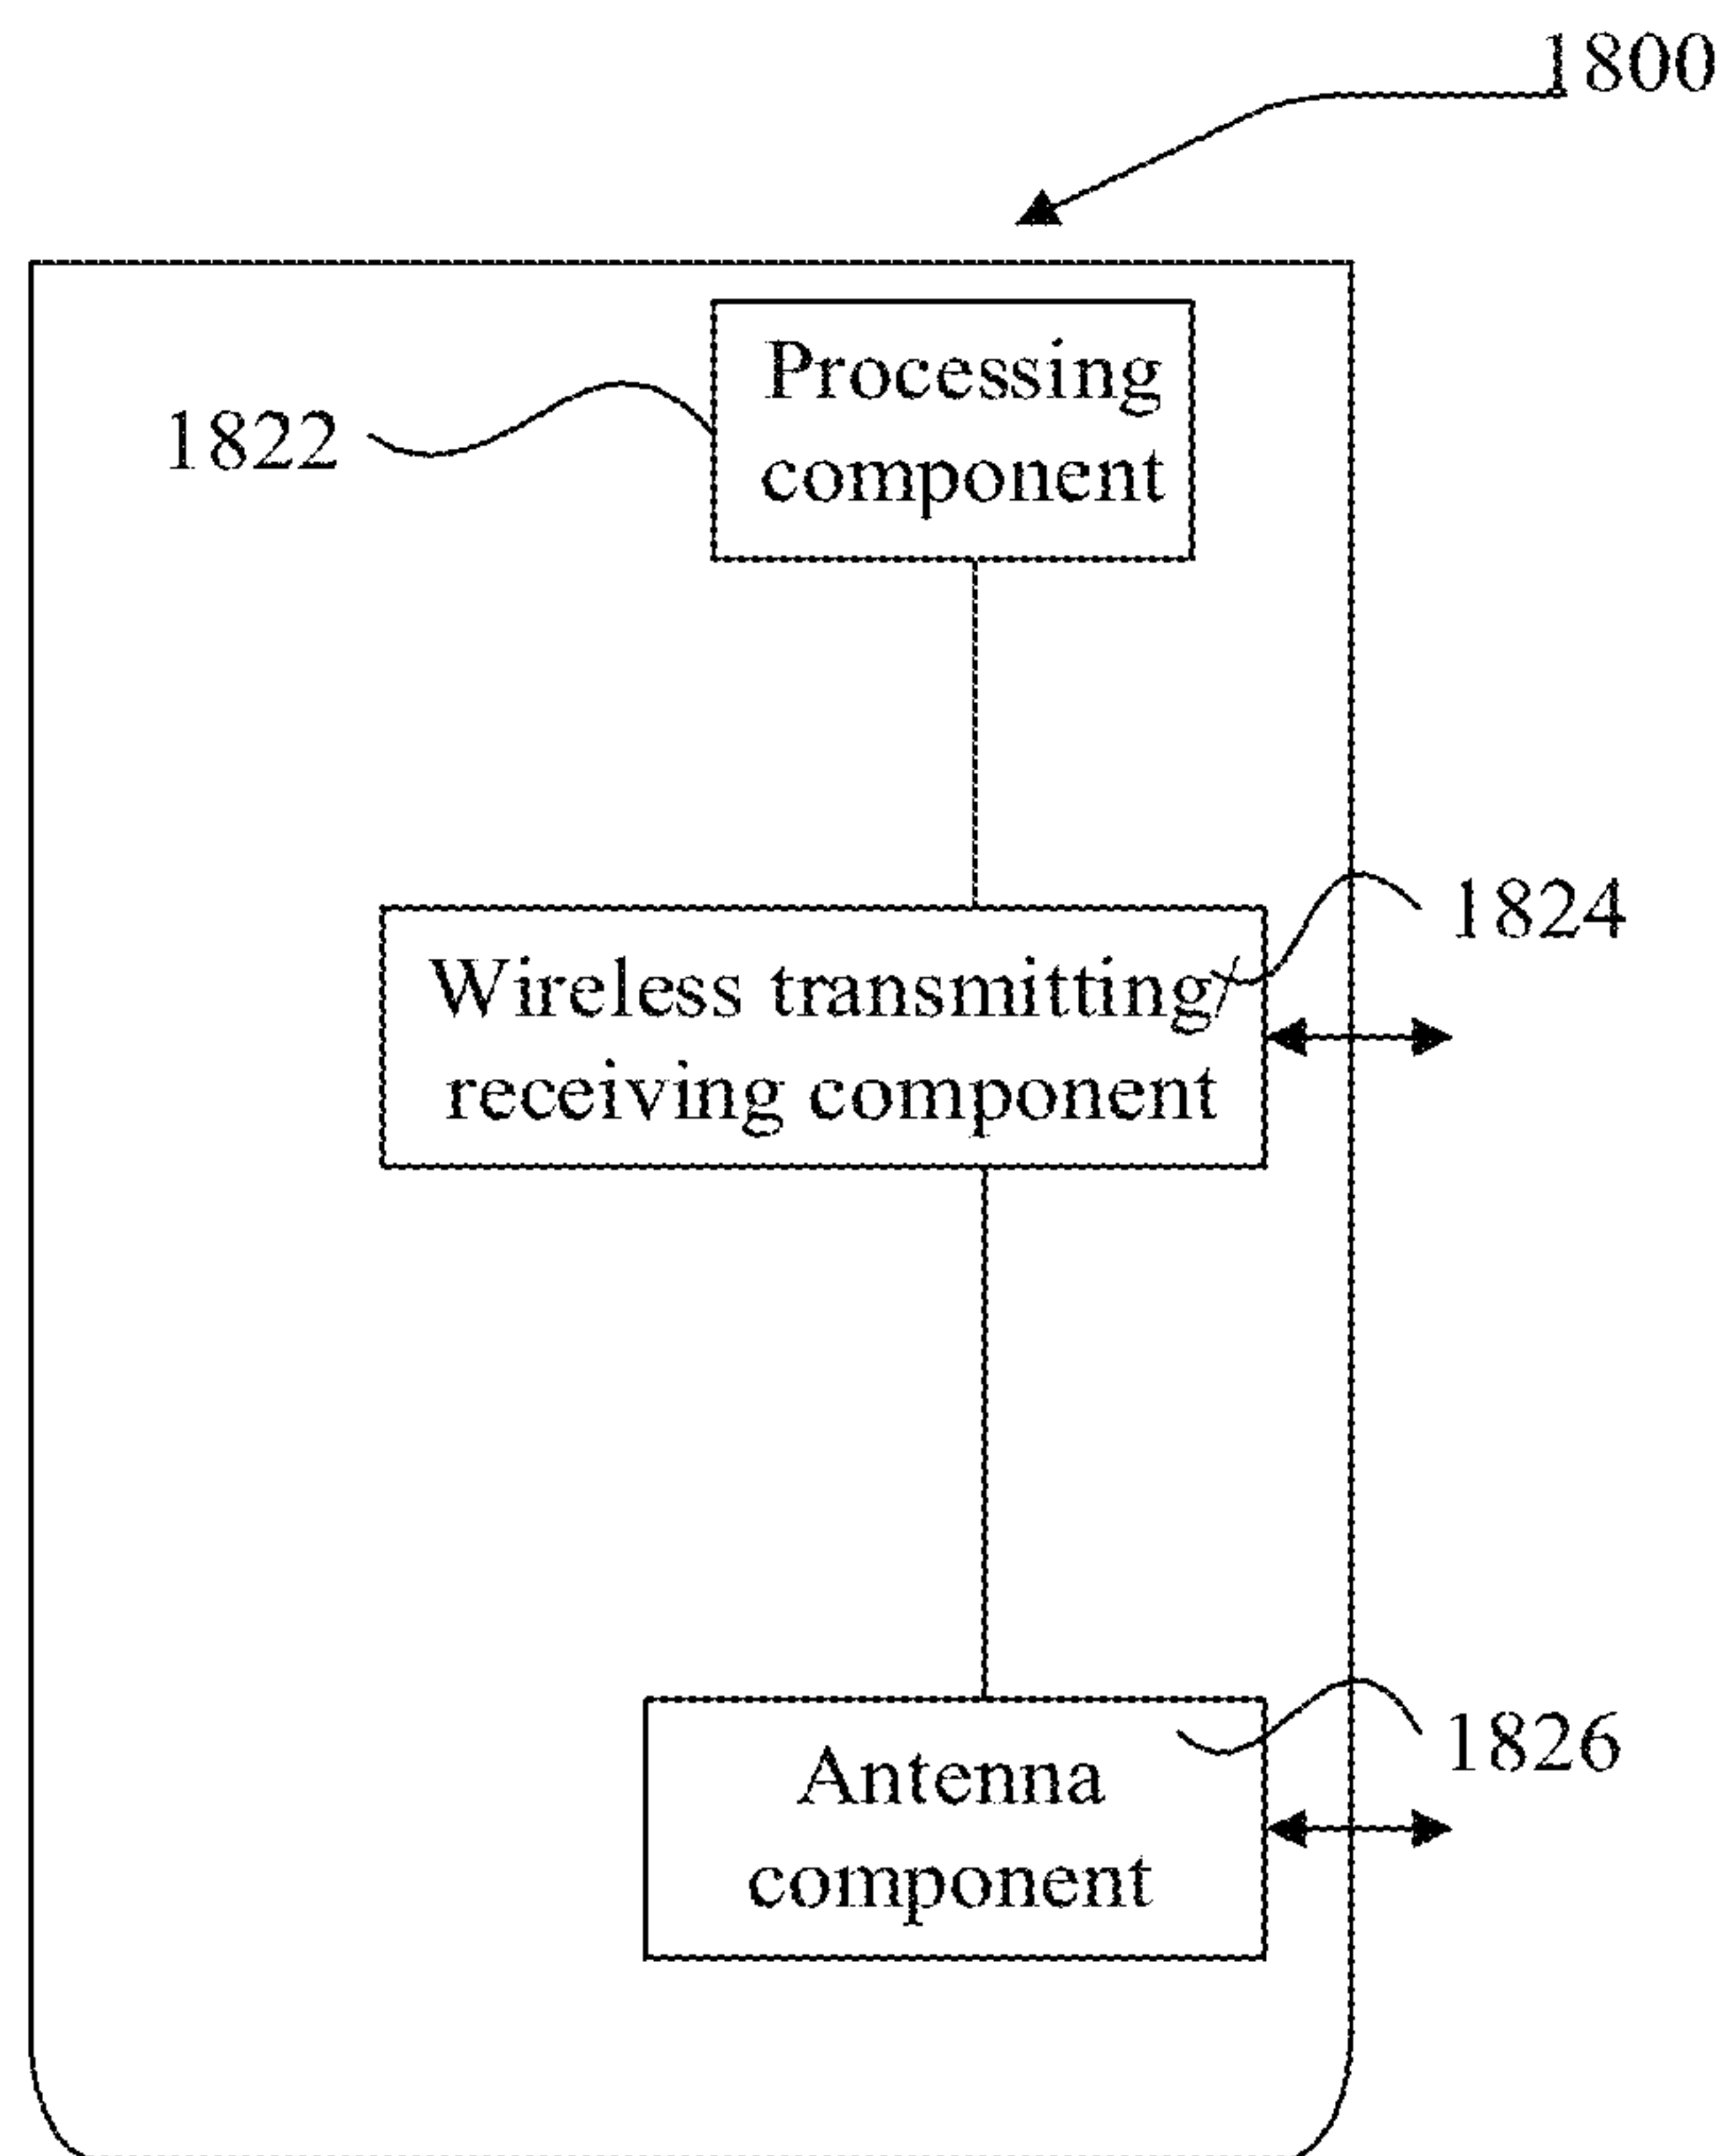 1800
Processing
component
1822
1824
Wireless transmitting/
receiving component
1826
Antenna
component